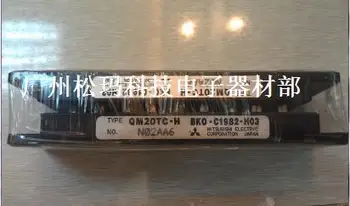 广州松玛科技电子器材部
TYPE QM20TC-H BKO-C1982-H03
NO. N02AA6 MITSUBISHI ELECTRIC
CORPORATION JAPAN